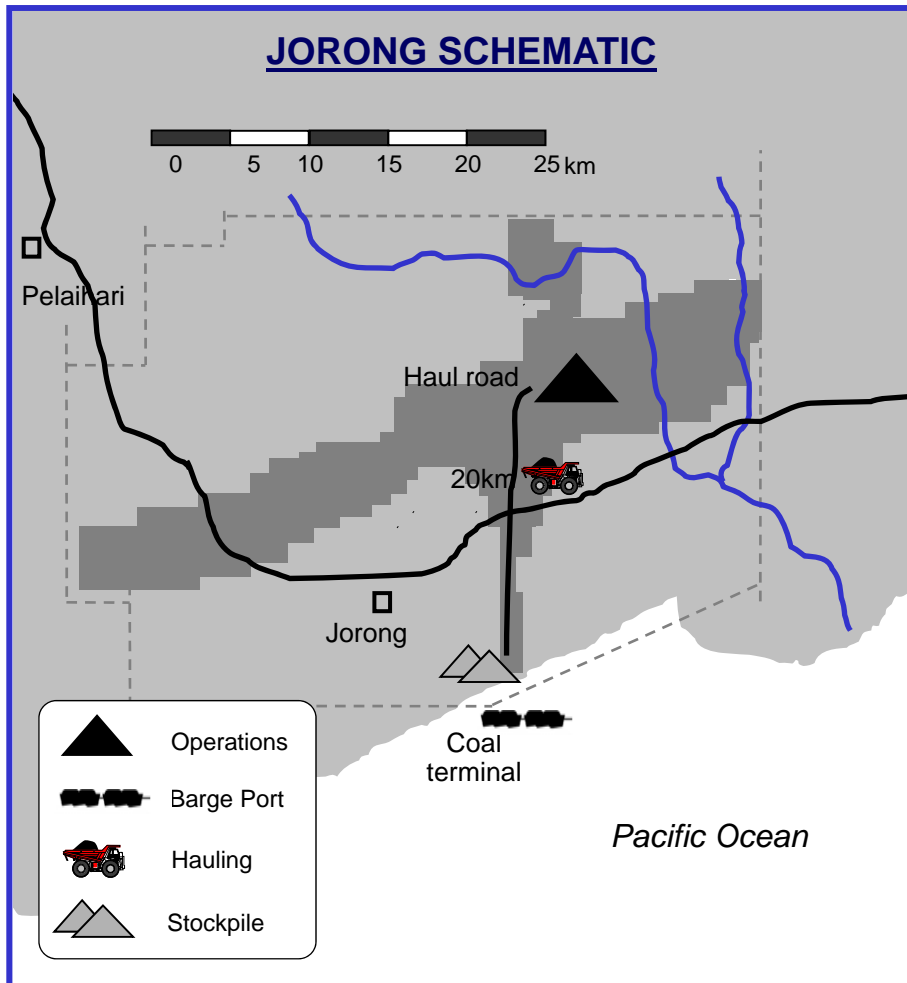 JORONG SCHEMATIC
0 5 10 15 20 25 km
Pelaihari
Haul road
20km
Jorong
Coal
terminal
Pacific Ocean
Operations
Barge Port
Hauling
Stockpile